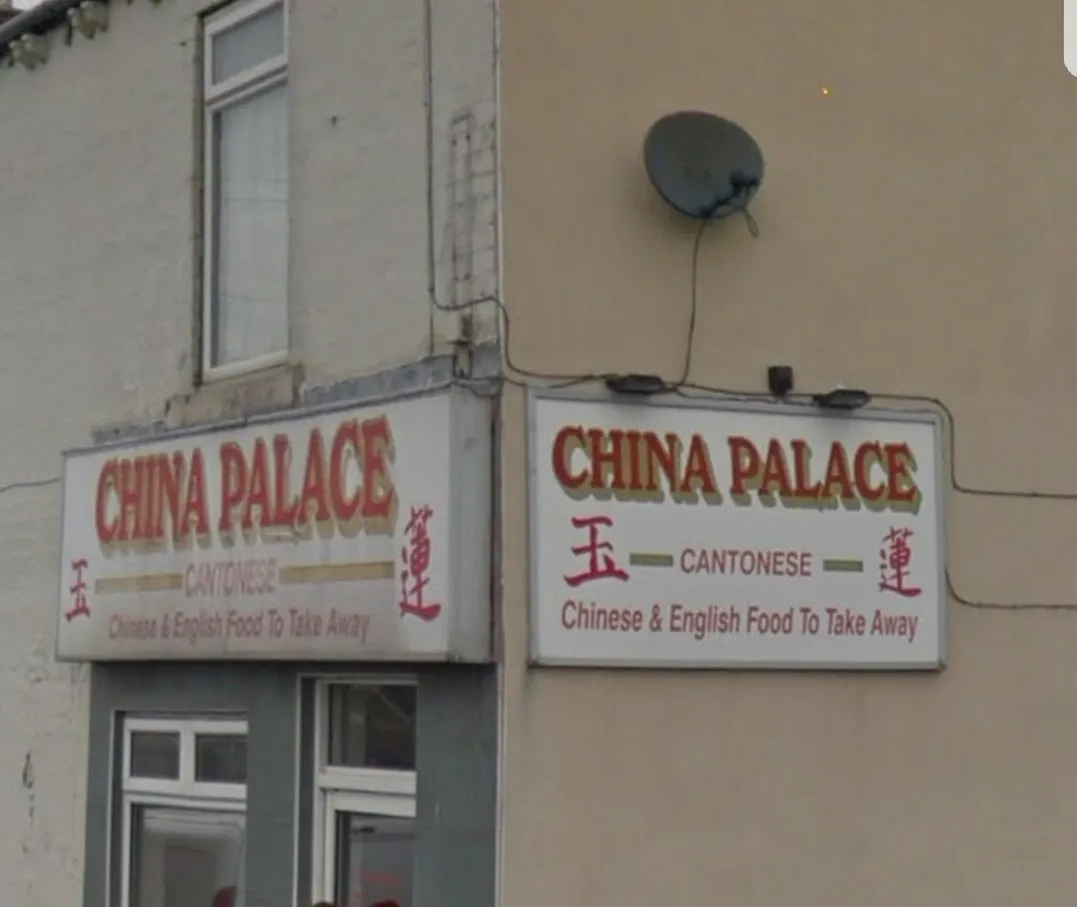 CHINA PALACE
玉 CANTONESE 蓮
Chinese & English Food To Take Away
CHINA PALACE
玉 CANTONESE 蓮
Chinese & English Food To Take Away